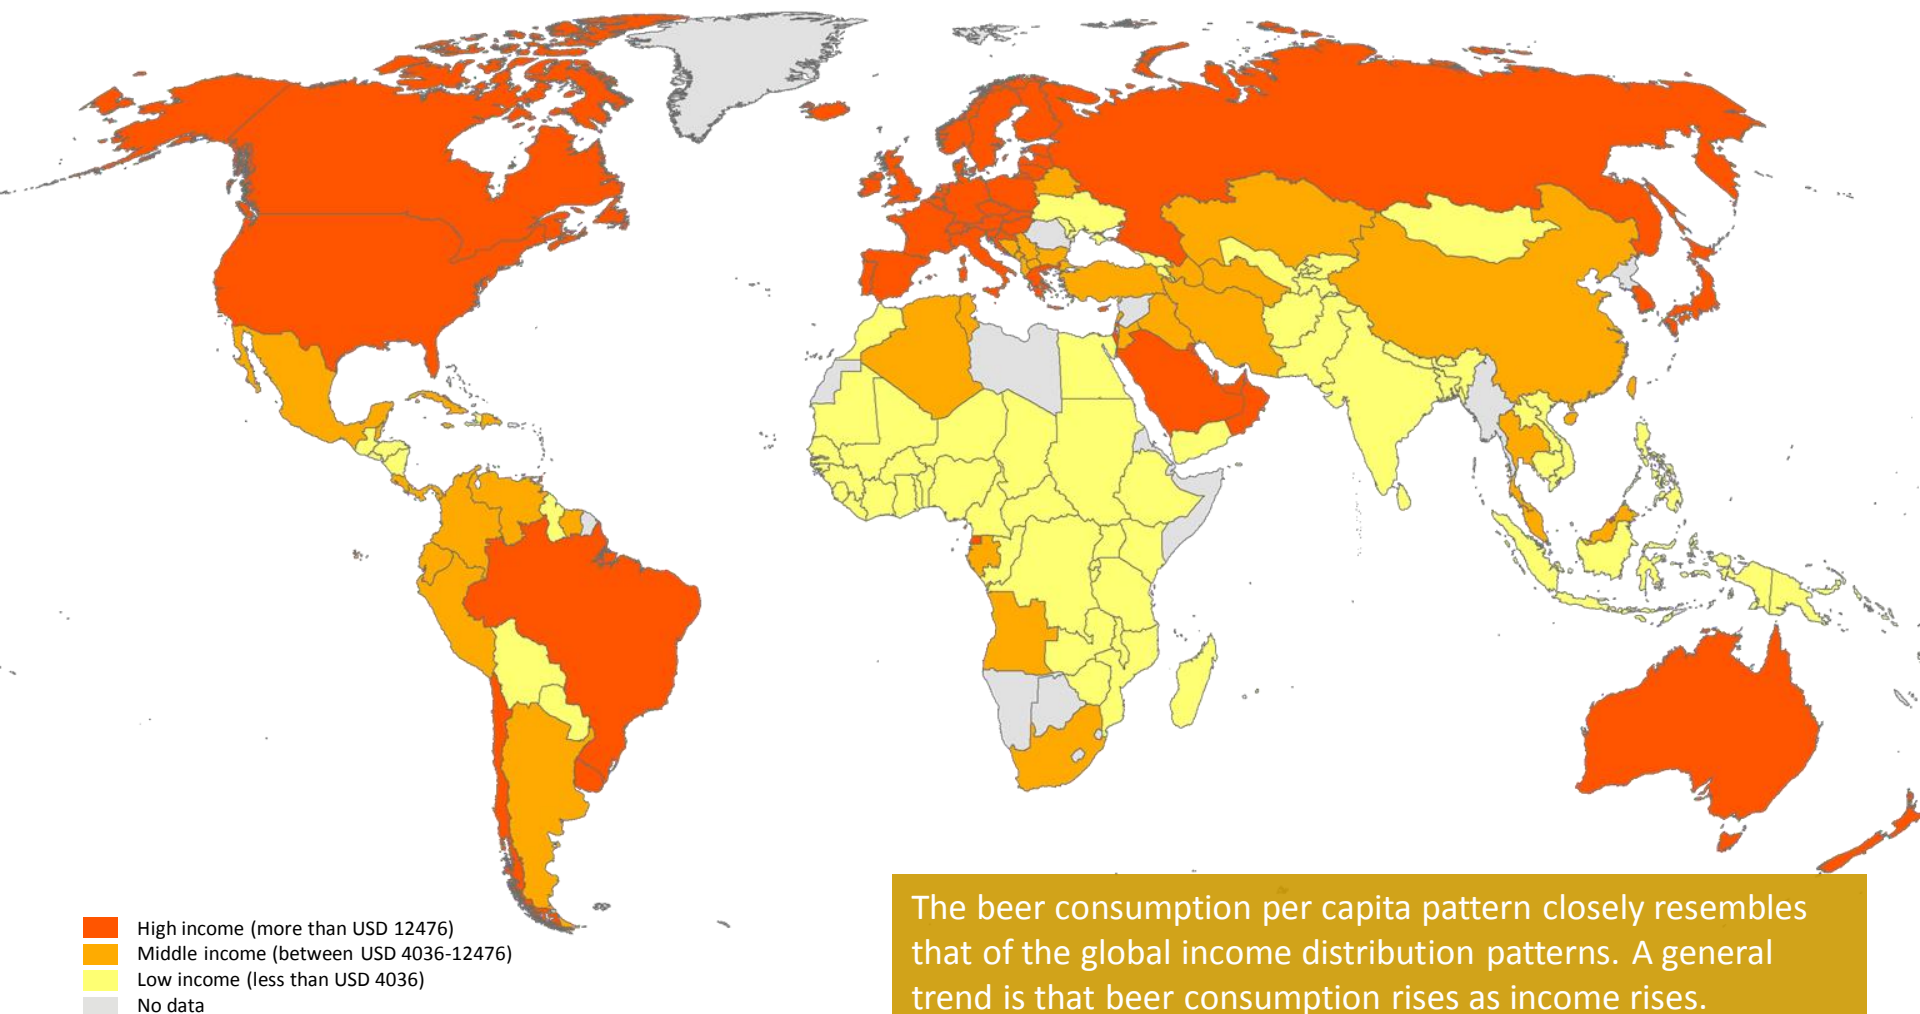 High income (more than USD 12476)
Middle income (between USD 4036-12476)
Low income (less than USD 4036)
No data
The beer consumption per capita pattern closely resembles
that of the global income distribution patterns. A general
trend is that beer consumption rises as income rises.